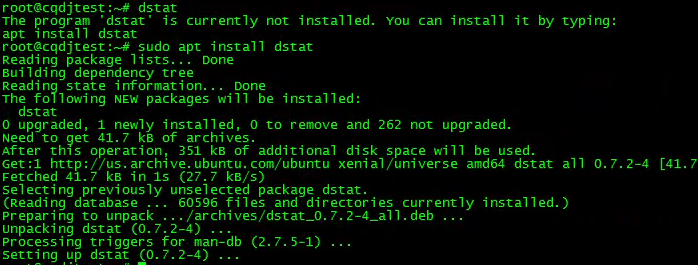 root@cqdjtest:~# dstat
The program 'dstat' is currently not installed. You can install it by typing:
apt install dstat
root@cqdjtest:~# sudo apt install dstat
Reading package lists... Done
Building dependency tree
Reading state information... Done
The following NEW packages will be installed:
  dstat
0 upgraded, 1 newly installed, 0 to remove and 262 not upgraded.
Need to get 41.7 kB of archives.
After this operation, 351 kB of additional disk space will be used.
Get:1 http://us.archive.ubuntu.com/ubuntu xenial/universe amd64 dstat all 0.7.2-4 [41.7
Fetched 41.7 kB in 1s (27.7 kB/s)
Selecting previously unselected package dstat.
(Reading database ... 60596 files and directories currently installed.)
Preparing to unpack .../archives/dstat_0.7.2-4_all.deb ...
Unpacking dstat (0.7.2-4) ...
Processing triggers for man-db (2.7.5-1) ...
Setting up dstat (0.7.2-4) ...